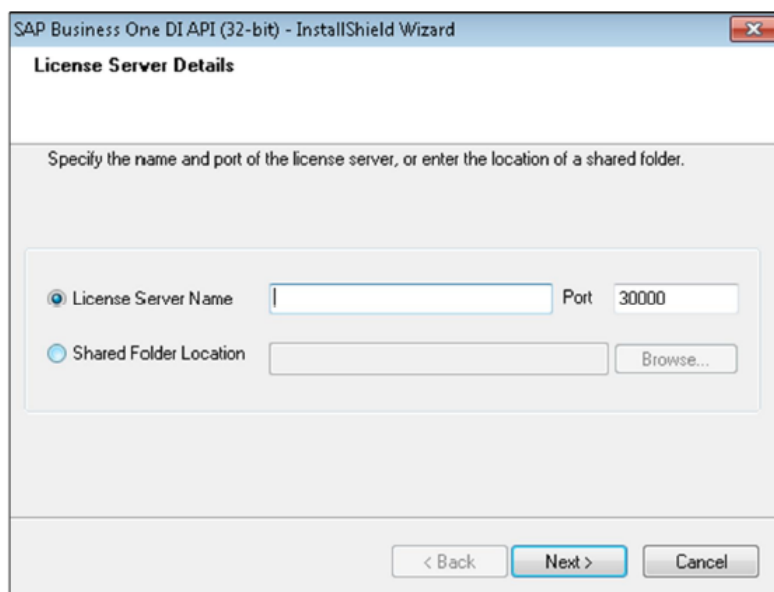 SAP Business One DI API (32-bit) - InstallShield Wizard
License Server Details
Specify the name and port of the license server, or enter the location of a shared folder.
License Server Name Port 30000
Shared Folder Location Browse...
< Back Next > Cancel